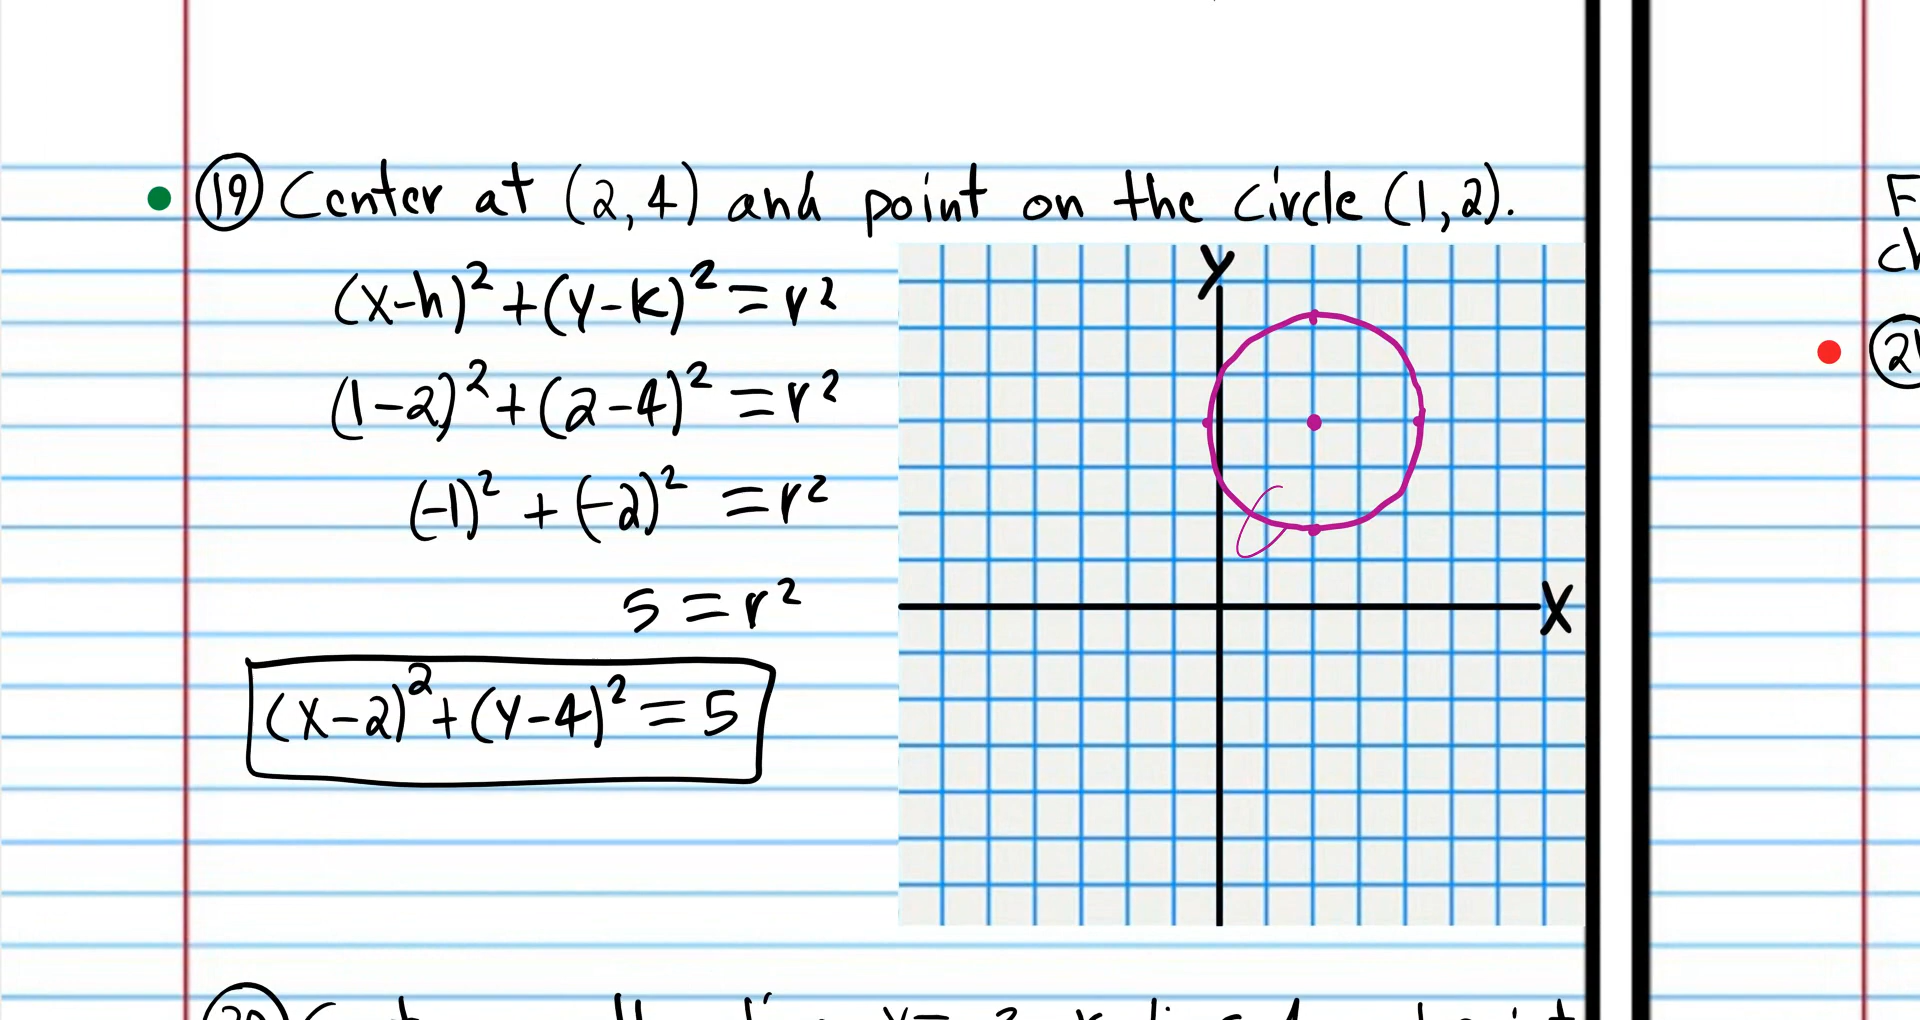 19 Center at (2,4) and point on the circle (1,2).
(x-h)² + (y-k)² = r²
(1-2)² + (2-4)² = r²
(-1)² + (-2)² = r²
5 = r²
(x-2)² + (y-4)² = 5
y
x